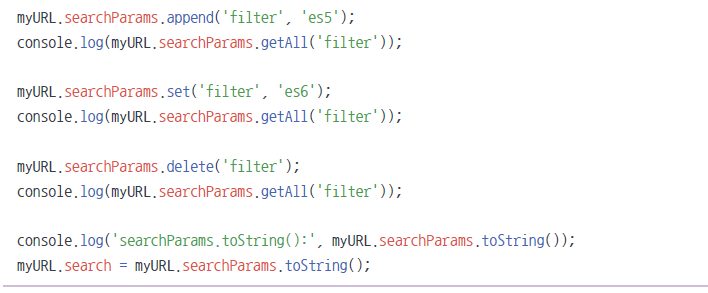 myURL.searchParams.append('filter', 'es5');
console.log(myURL.searchParams.getAll('filter'));
myURL.searchParams.set('filter', 'es6');
console.log(myURL.searchParams.getAll('filter'));
myURL.searchParams.delete('filter');
console.log(myURL.searchParams.getAll('filter'));
console.log('searchParams.toString():', myURL.searchParams.toString());
myURL.search = myURL.searchParams.toString();